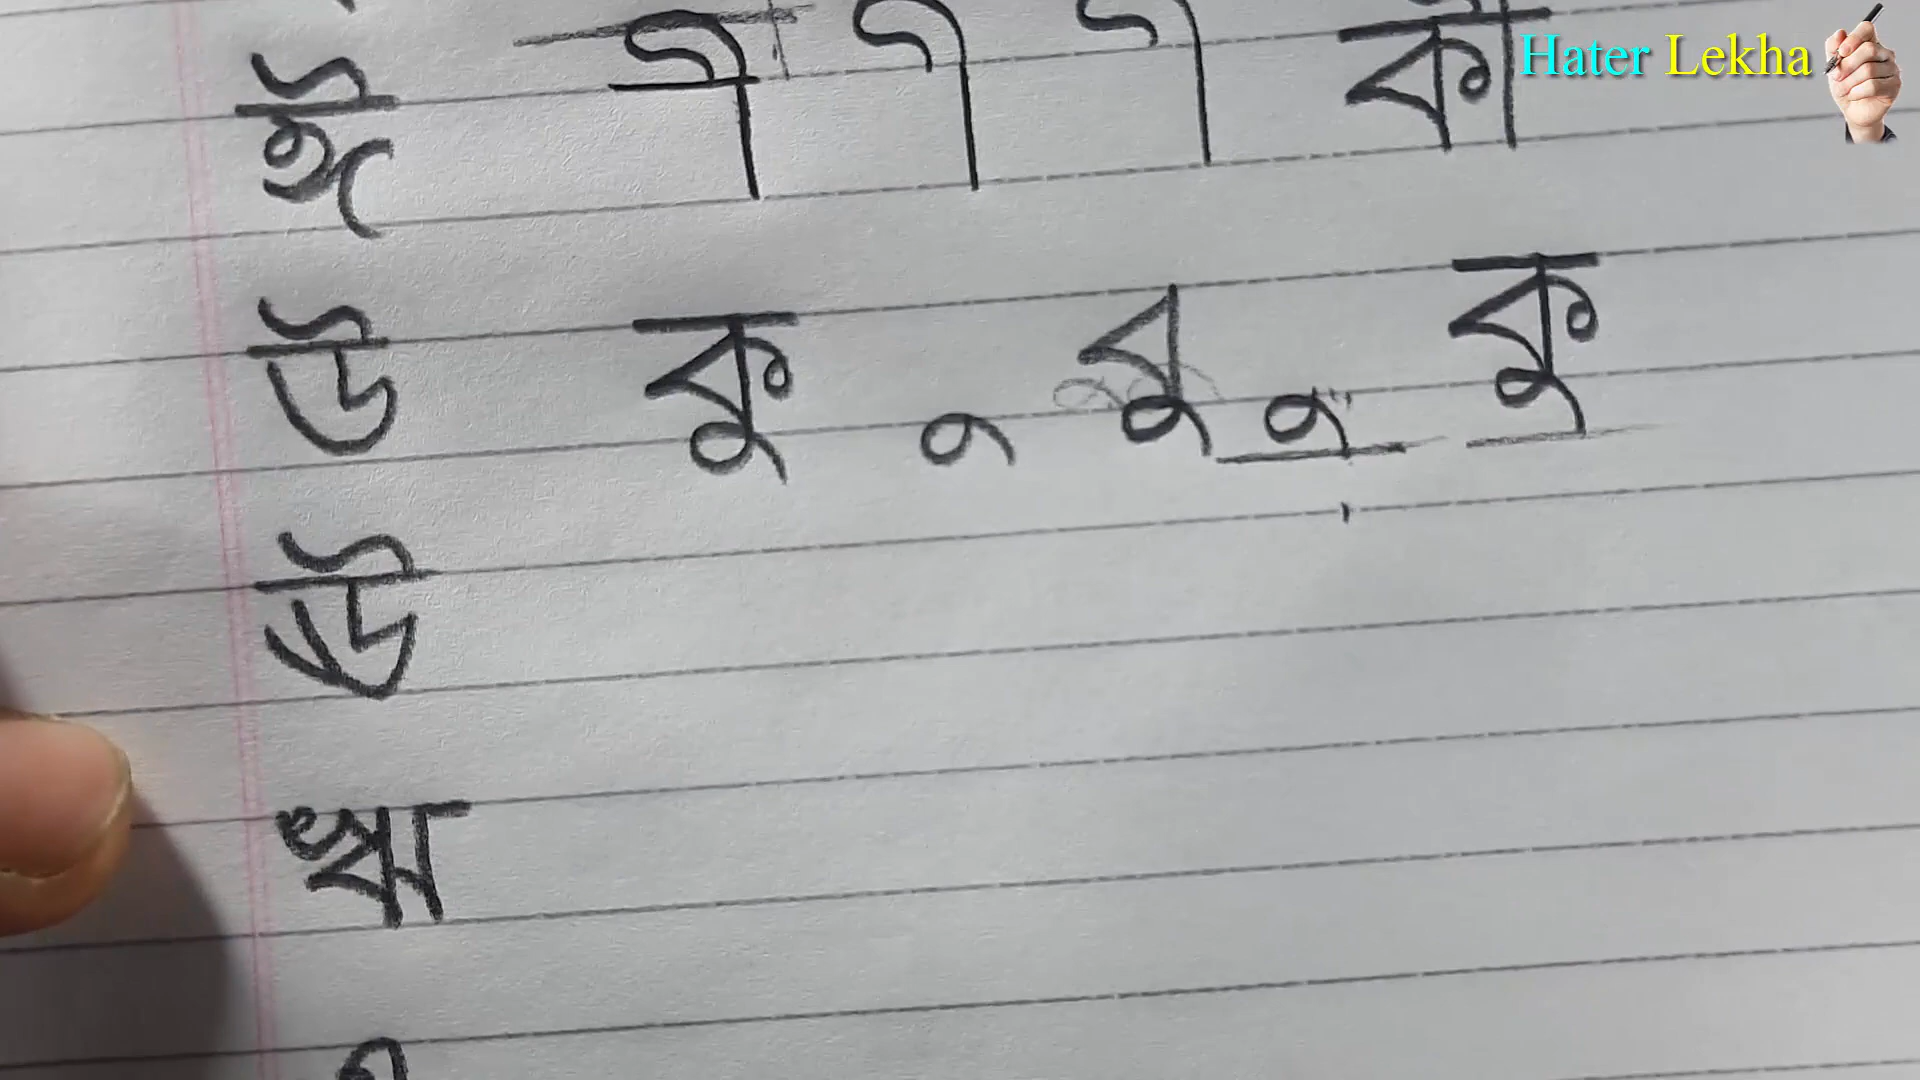 Hater Lekha
ঈ ী ী ী কী
উ কু ু বু ু কু
ঊ
ঋ